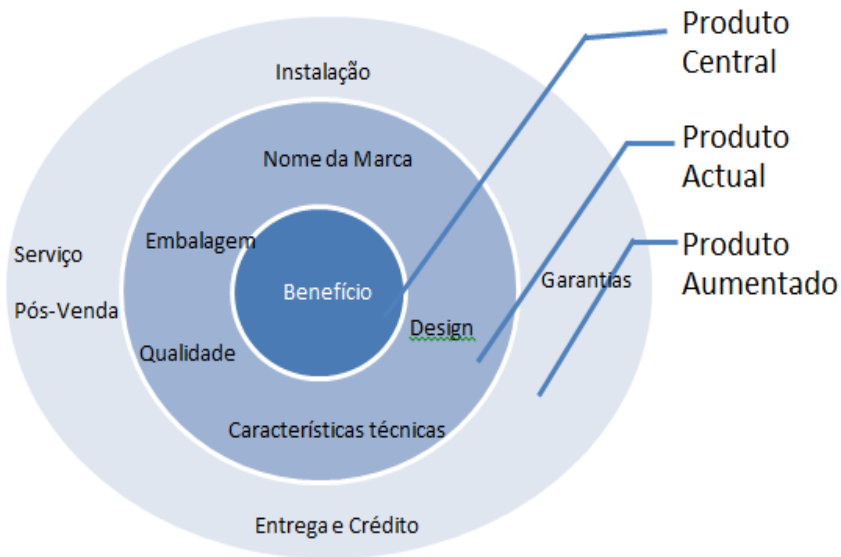 Produto
Central
Instalação
Produto
Actual
Nome da Marca
Embalagem
Produto
Aumentado
Serviço
Garantias
Benefício
Pós-Venda
Design
Qualidade
Características técnicas
Entrega e Crédito